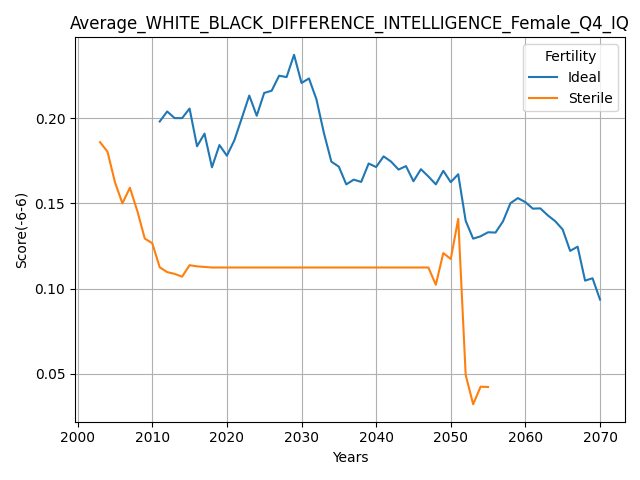 Average_WHITE_BLACK_DIFFERENCE_INTELLIGENCE_Female_Q4_IQ
Fertility
Ideal
Sterile
Score(-6-6)
0.20
0.15
0.10
0.05
2000 2010 2020 2030 2040 2050 2060 2070
Years